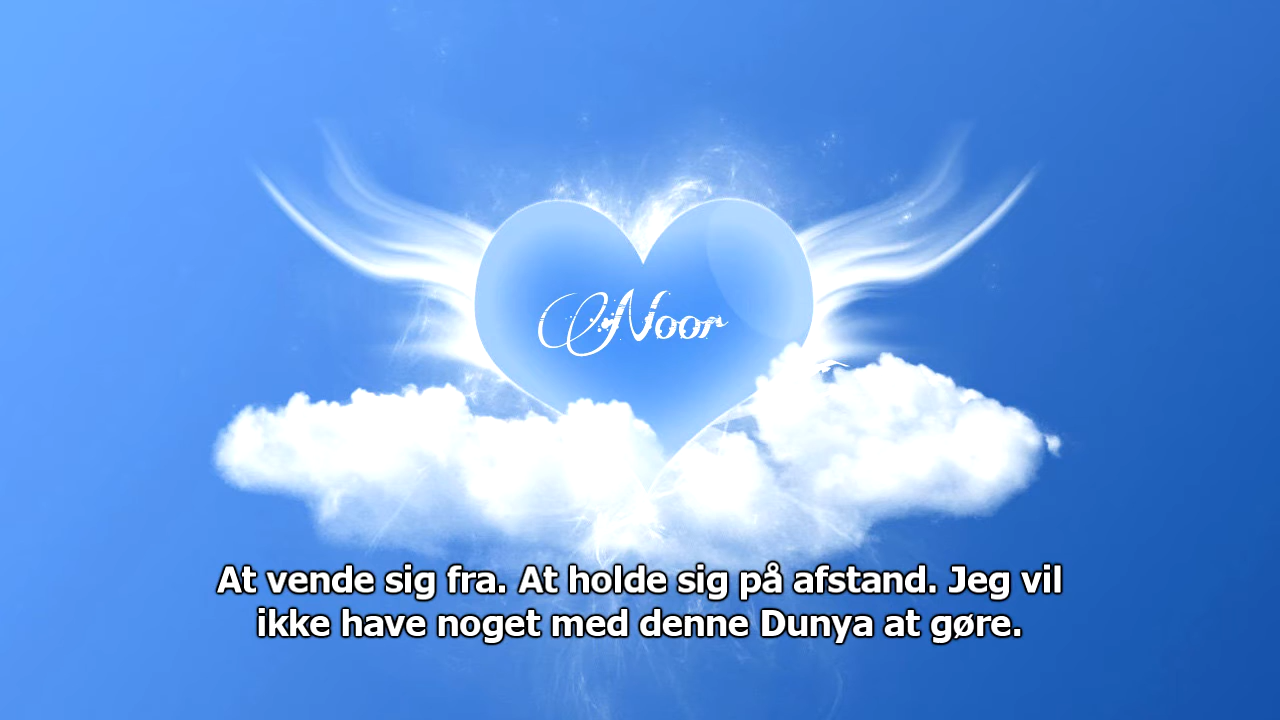 Noor
At vende sig fra. At holde sig på afstand. Jeg vil
ikke have noget med denne Dunya at gøre.